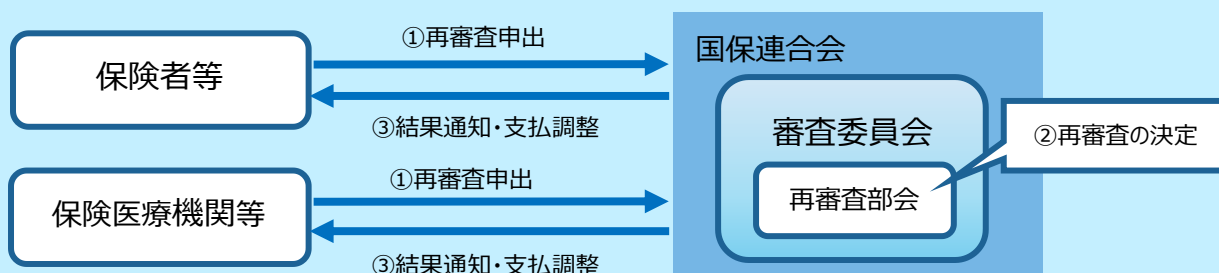 ①再審査申出
国保連合会
保険者等
③結果通知・支払調整
審査委員会
②再審査の決定
①再審査申出
再審査部会
保険医療機関等
③結果通知・支払調整